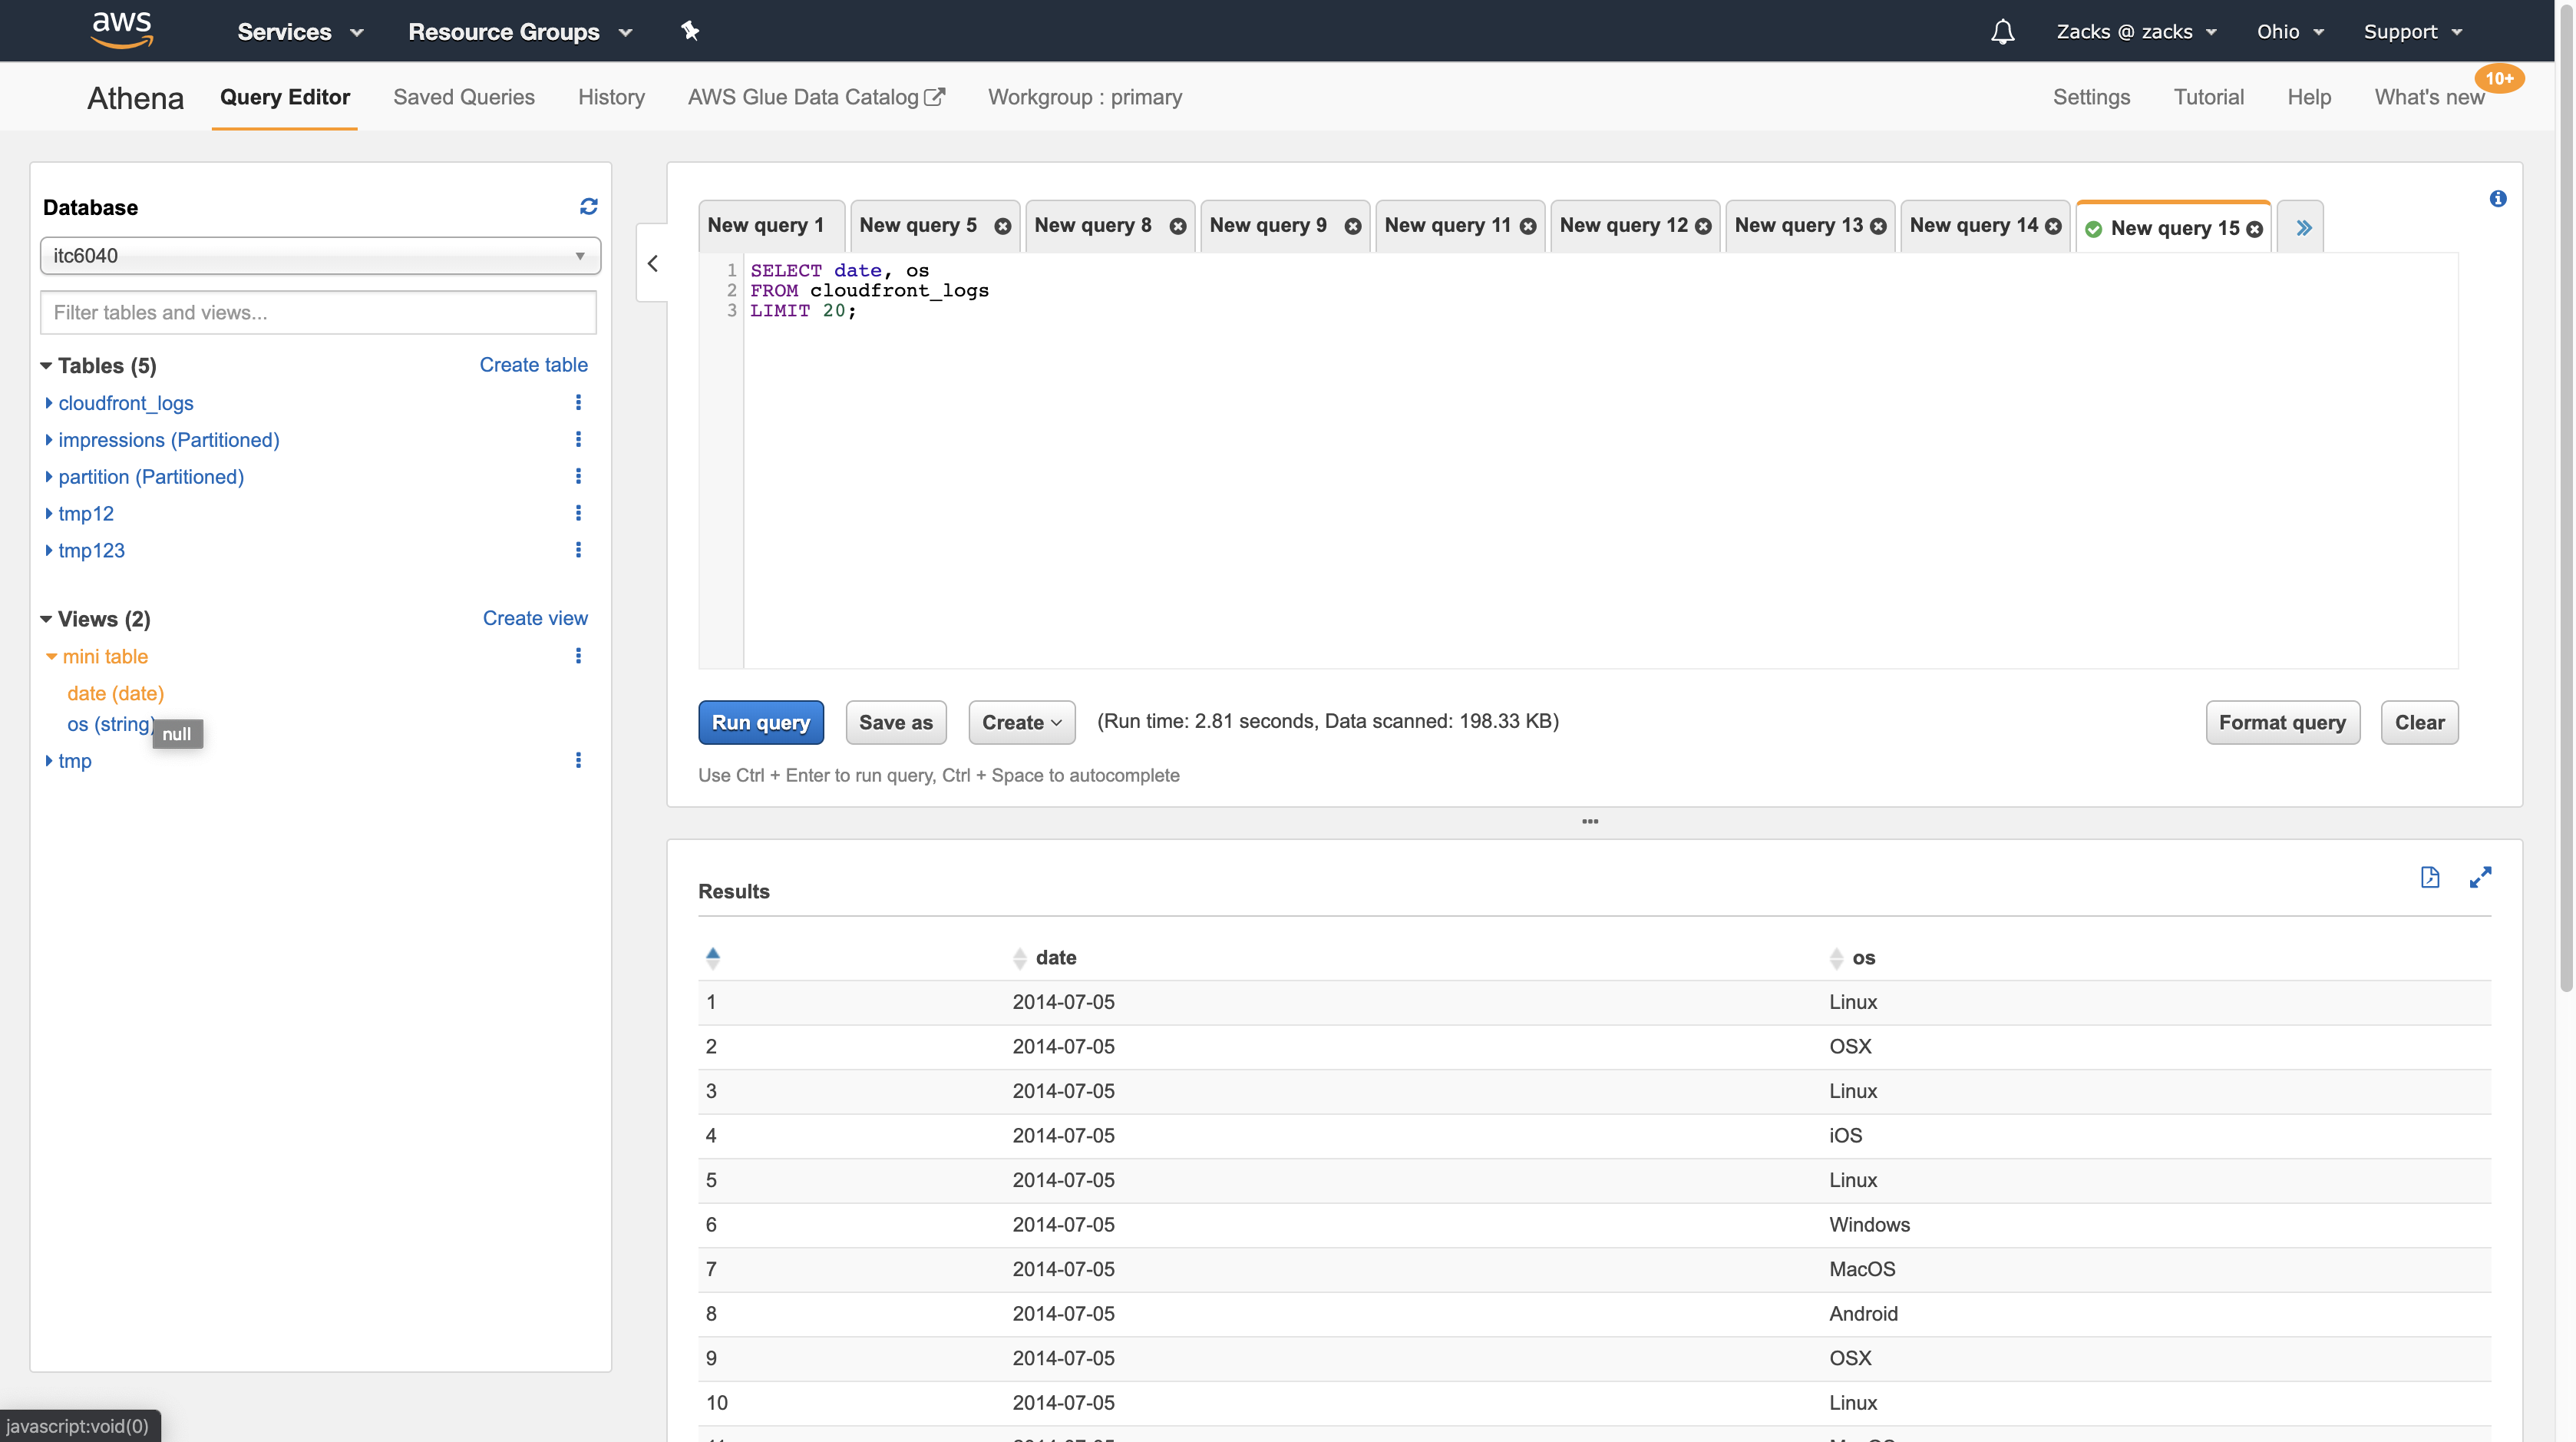 aws Services Resource Groups Zacks @ zacks Ohio Support
Athena Query Editor Saved Queries History AWS Glue Data Catalog Workgroup : primary Settings Tutorial Help What's new 10+
Database
itc6040
Filter tables and views...
Tables (5) Create table
cloudfront_logs
impressions (Partitioned)
partition (Partitioned)
tmp12
tmp123
Views (2) Create view
mini table
date (date)
os (string)
null
tmp
New query 1 New query 5 New query 8 New query 9 New query 11 New query 12 New query 13 New query 14 New query 15
1 SELECT date, os
2 FROM cloudfront_logs
3 LIMIT 20;
Run query Save as Create (Run time: 2.81 seconds, Data scanned: 198.33 KB) Format query Clear
Use Ctrl + Enter to run query, Ctrl + Space to autocomplete
Results
date os
1 2014-07-05 Linux
2 2014-07-05 OSX
3 2014-07-05 Linux
4 2014-07-05 iOS
5 2014-07-05 Linux
6 2014-07-05 Windows
7 2014-07-05 MacOS
8 2014-07-05 Android
9 2014-07-05 OSX
10 2014-07-05 Linux
javascript:void(0)